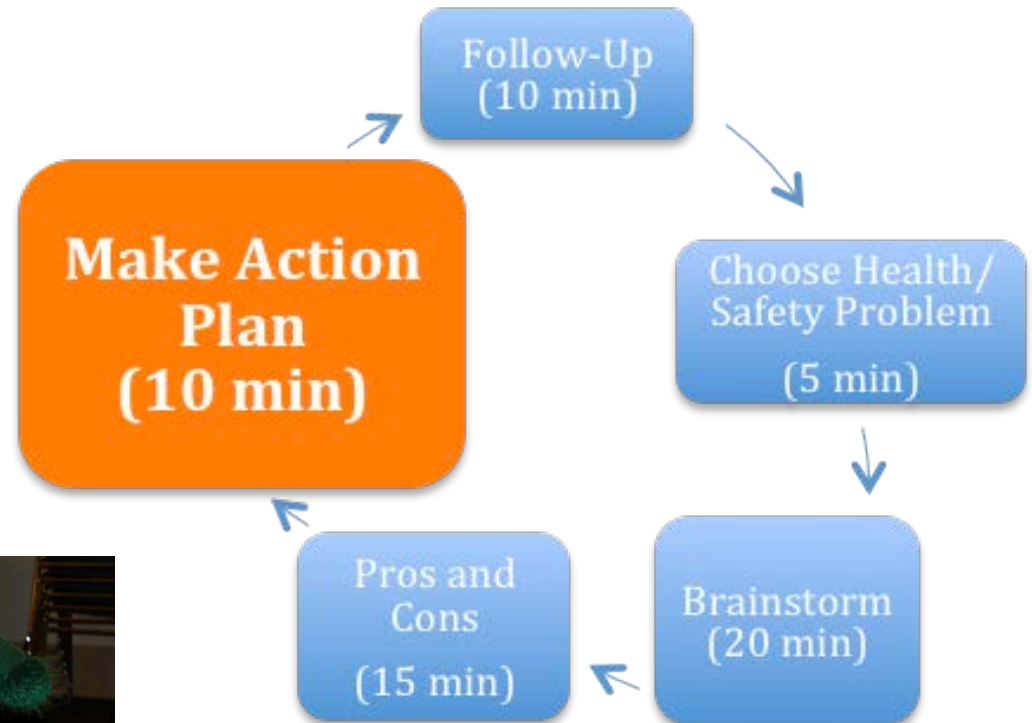 Follow-Up
(10 min)
Choose Health/
Safety Problem
(5 min)
Brainstorm
(20 min)
Pros and
Cons
(15 min)
Make Action
Plan
(10 min)